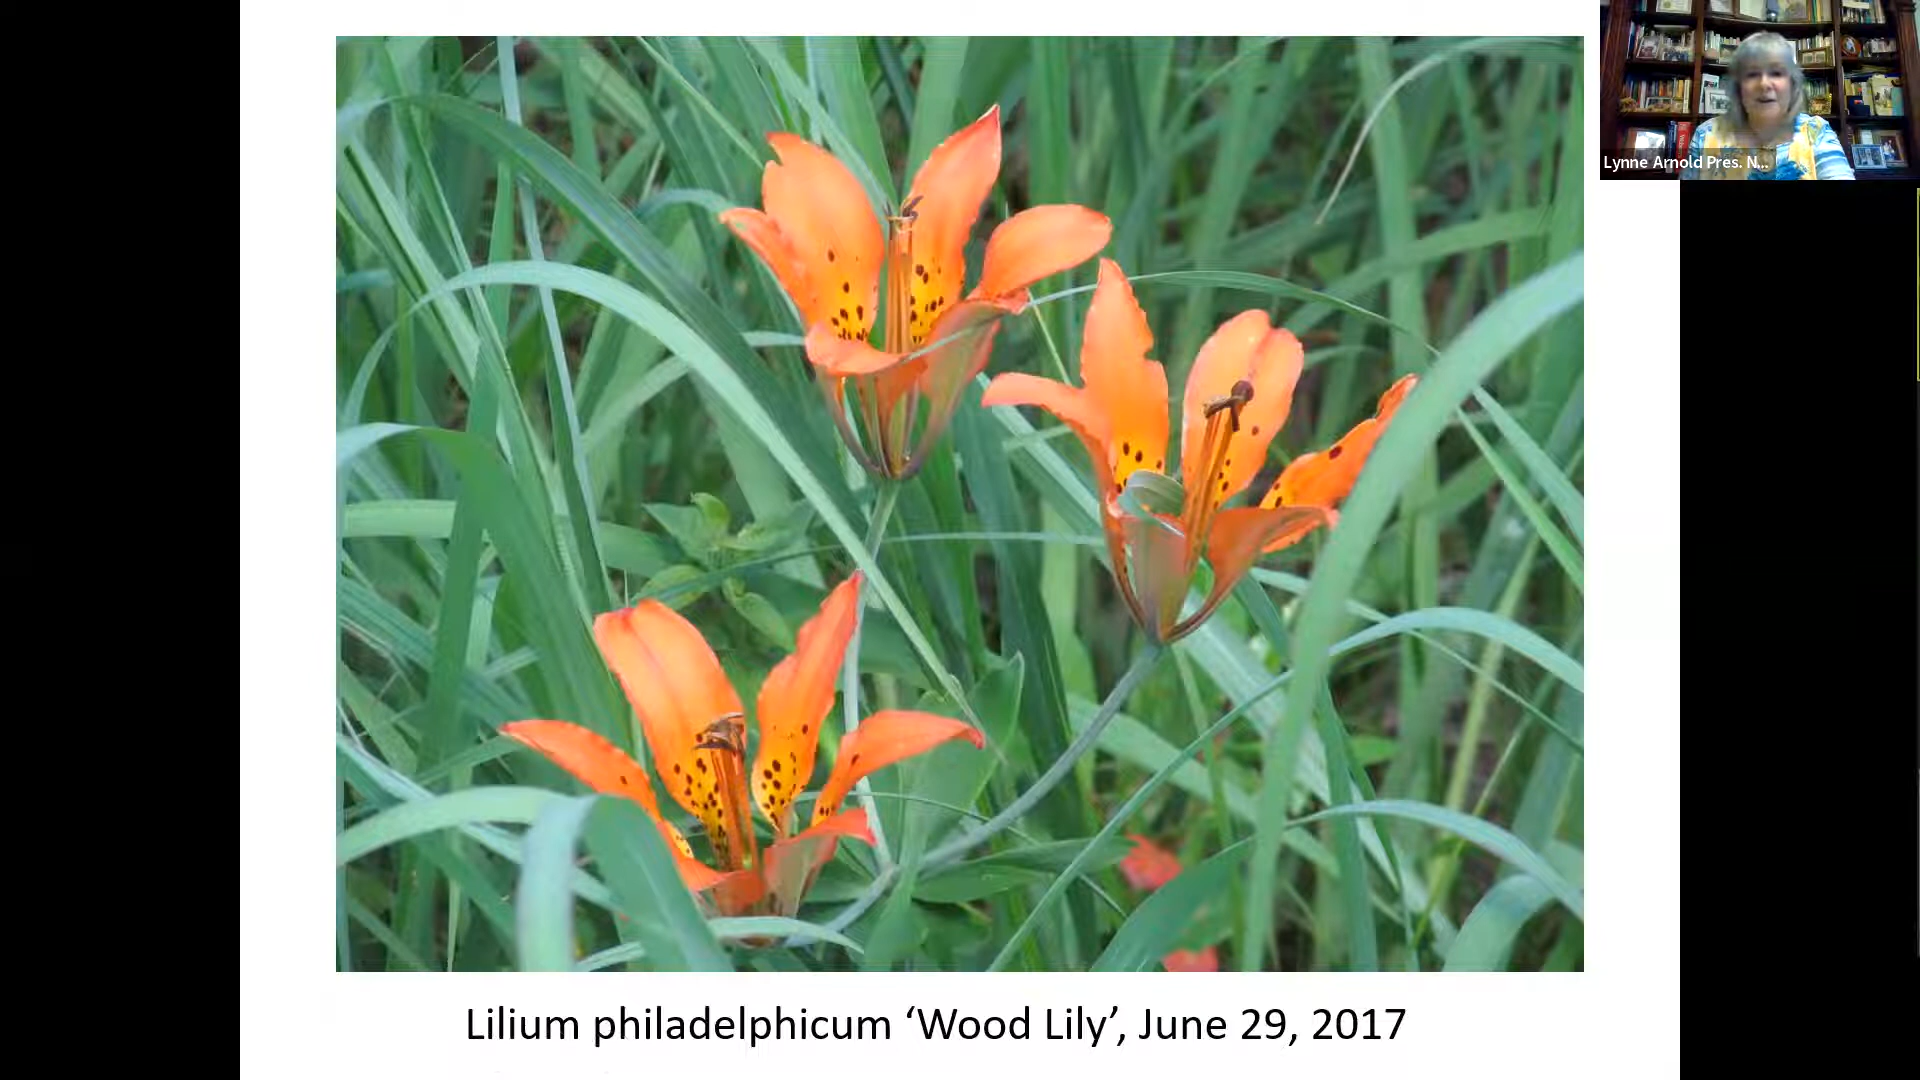 Lynne Arnold Pres. N...
Lilium philadelphicum ‘Wood Lily’, June 29, 2017